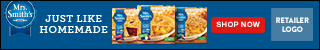 Mrs.
Smith's
JUST LIKE
HOMEMADE
SHOP NOW
RETAILER
LOGO